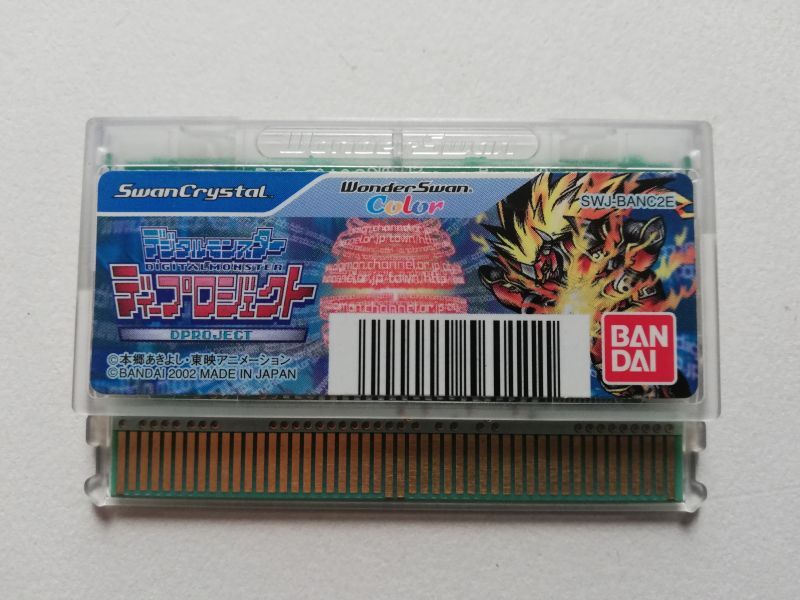 WonderSwan
SwanCrystal™
WonderSwan®
Color
SWJ-BANC2E
デジタルモンスター
DIGITALMONSTER
ディプロジェクト
DPROJECT
©本郷あきよし・東映アニメーション
©BANDAI 2002 MADE IN JAPAN
BAN
DAI